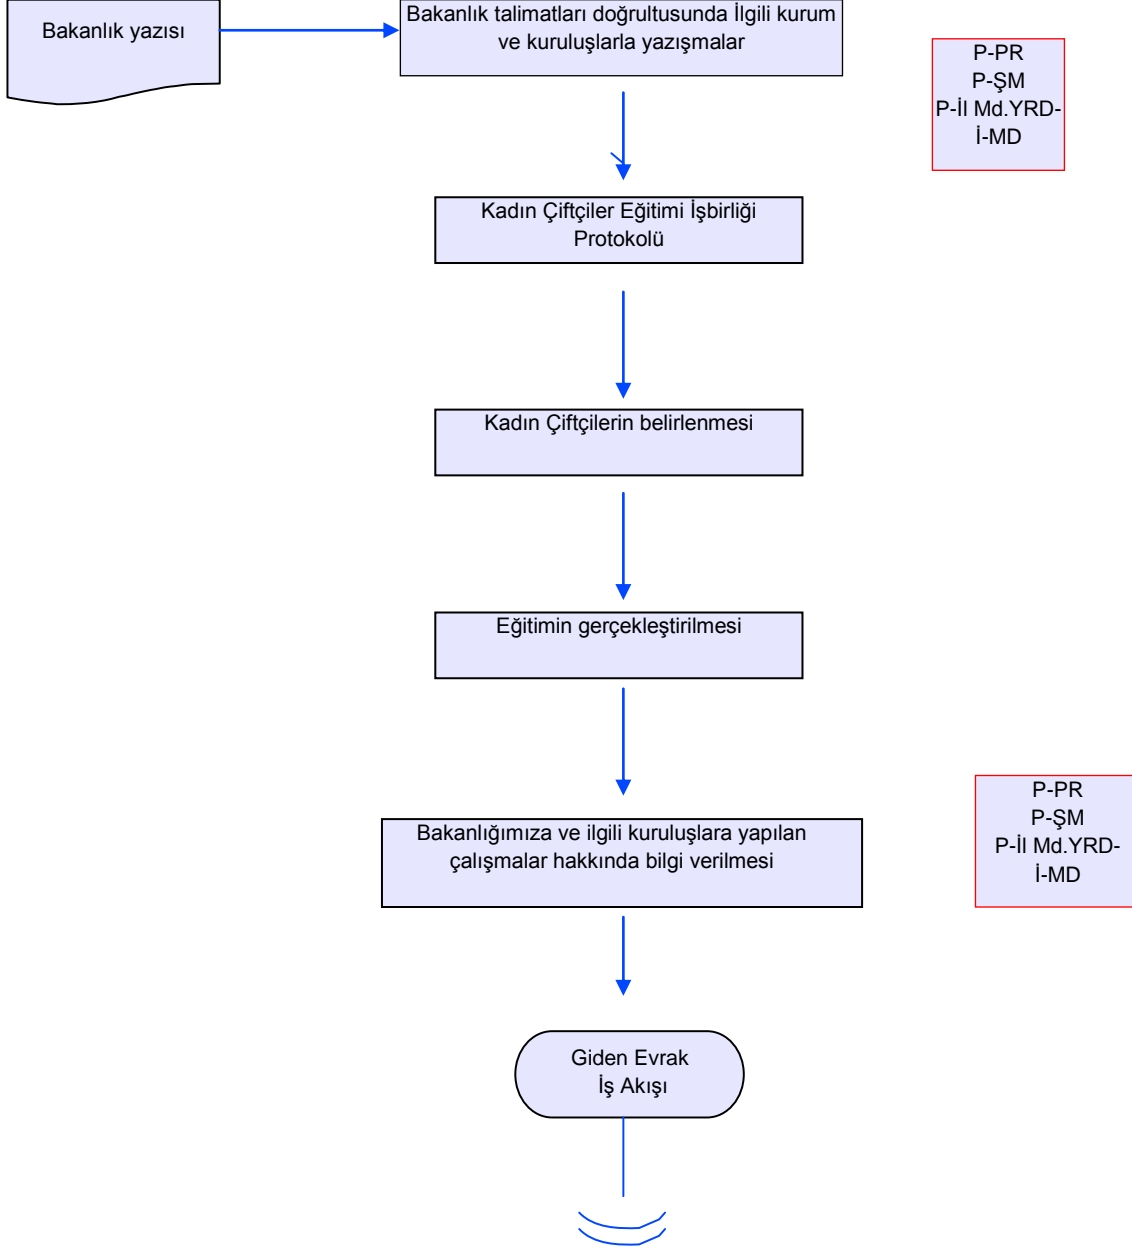 Bakanlık yazısı
Bakanlık talimatları doğrultusunda İlgili kurum
ve kuruluşlarla yazışmalar
P-PR
P-ŞM
P-İl Md.YRD-
İ-MD
Kadın Çiftçiler Eğitimi İşbirliği
Protokolü
Kadın Çiftçilerin belirlenmesi
Eğitimin gerçekleştirilmesi
Bakanlığımıza ve ilgili kuruluşlara yapılan
çalışmalar hakkında bilgi verilmesi
P-PR
P-ŞM
P-İl Md.YRD-
İ-MD
Giden Evrak
İş Akışı